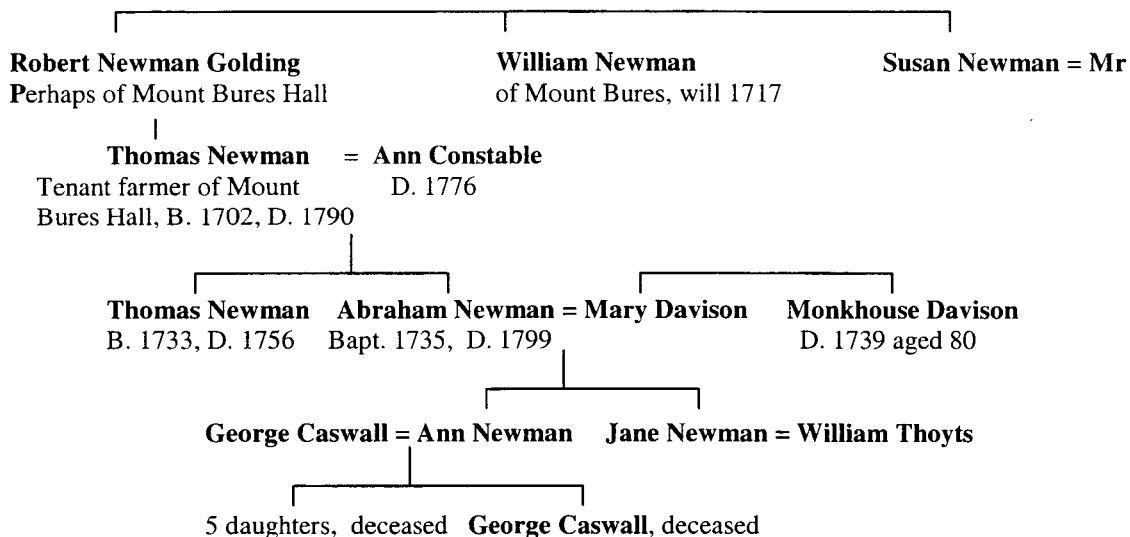 Robert Newman Golding William Newman Susan Newman = Mr
Perhaps of Mount Bures Hall of Mount Bures, will 1717
Thomas Newman = Ann Constable
Tenant farmer of Mount D. 1776
Bures Hall, B. 1702, D. 1790
Thomas Newman Abraham Newman = Mary Davison Monkhouse Davison
B. 1733, D. 1756 Bapt. 1735, D. 1799 D. 1739 aged 80
George Caswall = Ann Newman Jane Newman = William Thoyts
5 daughters, deceased George Caswall, deceased